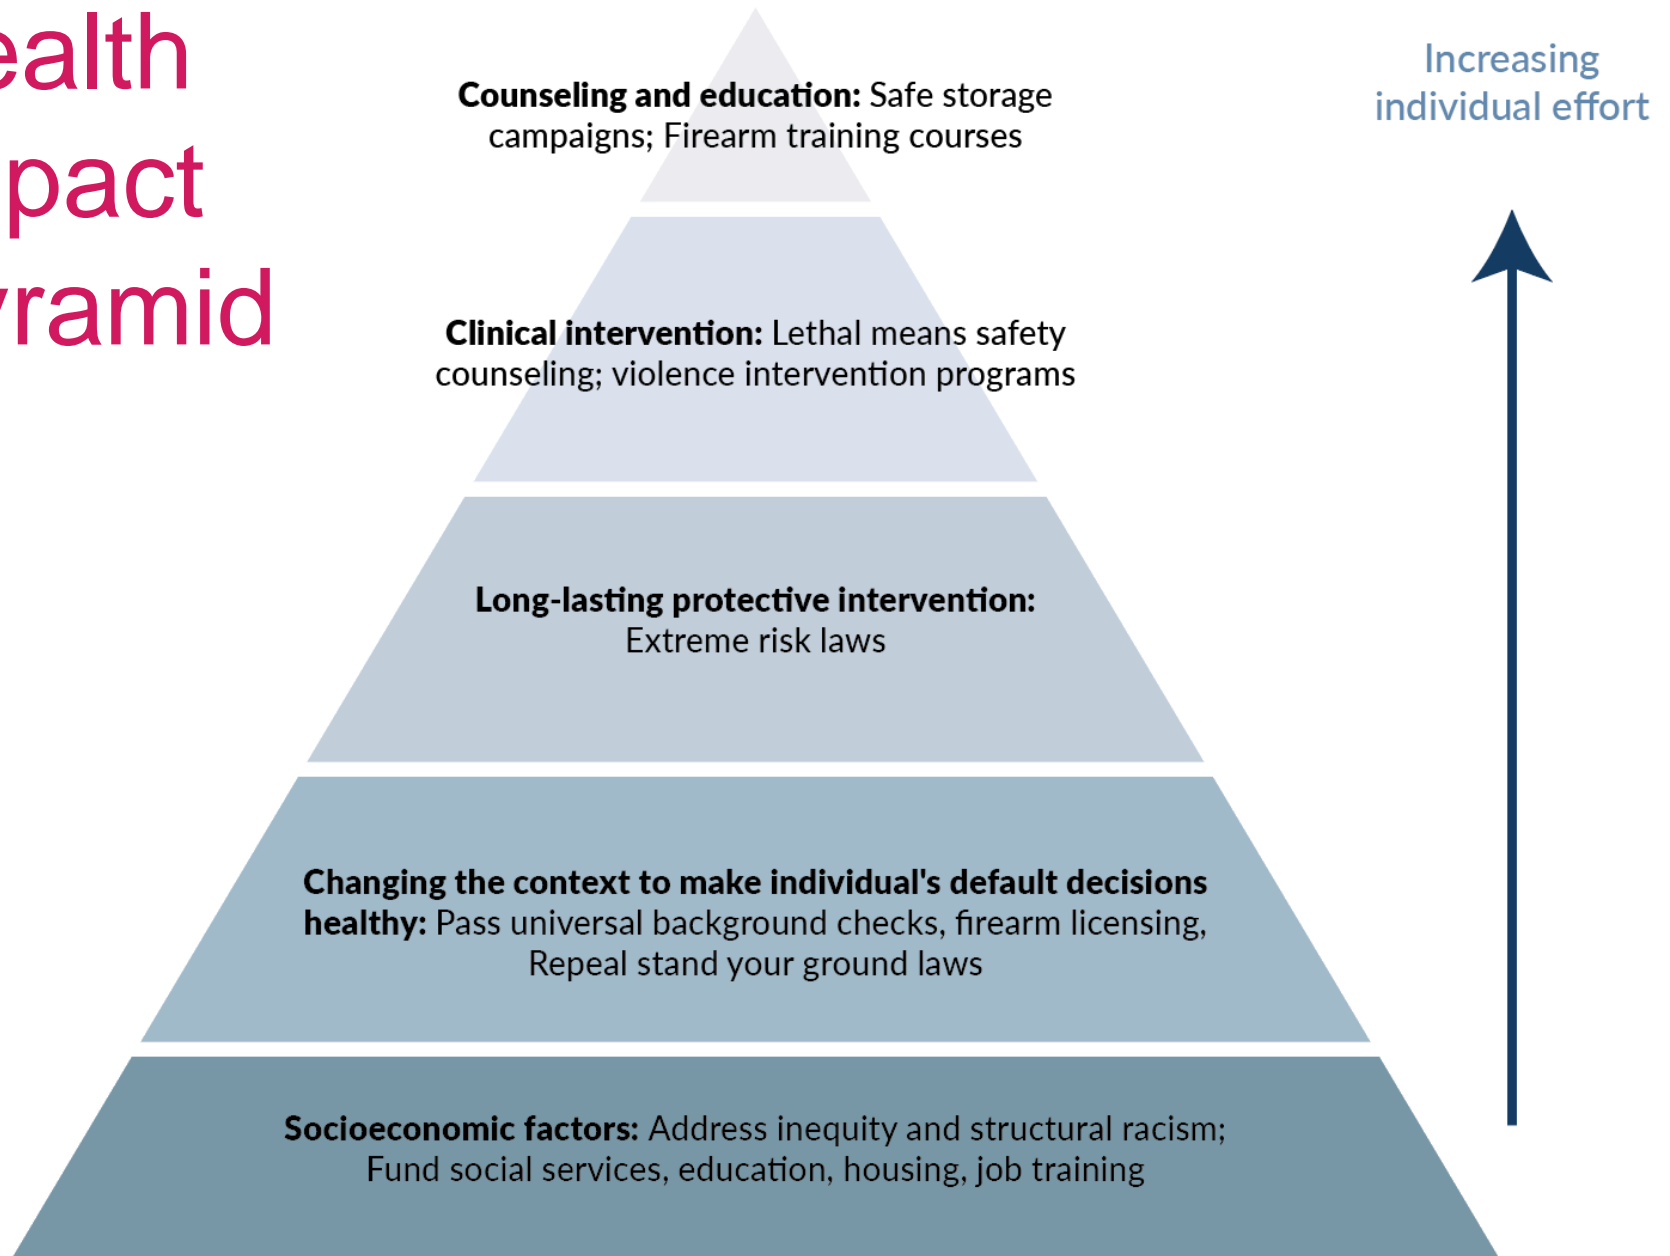 ealth
pact
ramid
Increasing
individual effort
Counseling and education: Safe storage
campaigns; Firearm training courses
Clinical intervention: Lethal means safety
counseling; violence intervention programs
Long-lasting protective intervention:
Extreme risk laws
Changing the context to make individual's default decisions
healthy: Pass universal background checks, firearm licensing,
Repeal stand your ground laws
Socioeconomic factors: Address inequity and structural racism;
Fund social services, education, housing, job training